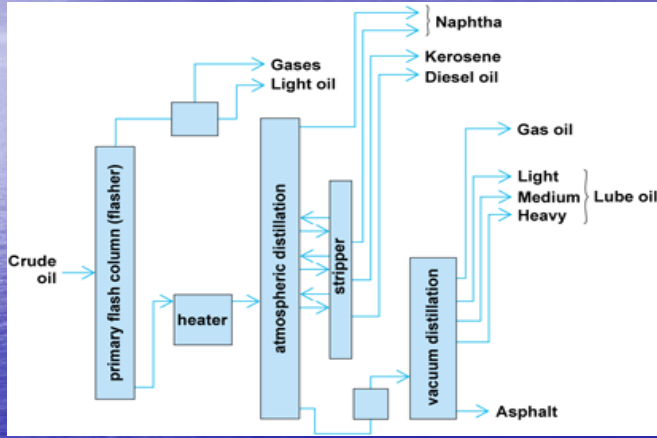 Naphtha
Gases
Kerosene
Light oil
Diesel oil
Gas oil
Light
Medium
Lube oil
Heavy
Crude
oil
primary flash column (flasher)
heater
atmospheric distillation
stripper
vacuum distillation
Asphalt